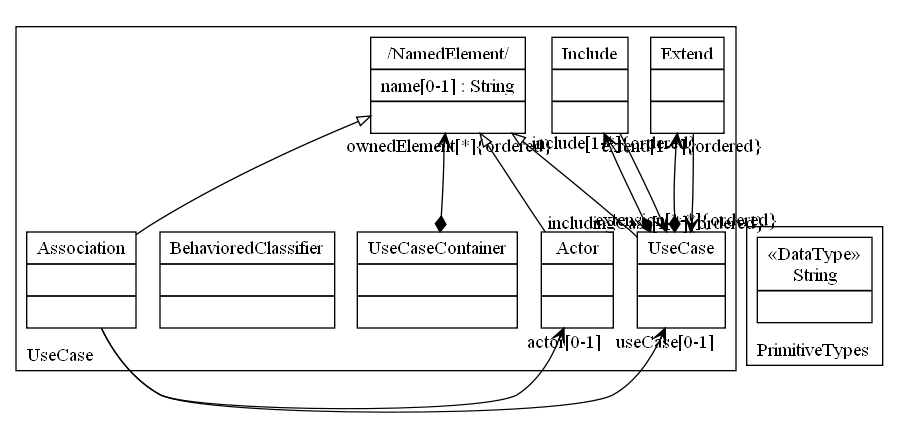 /NamedElement/
name[0-1] : String
Include
Extend
ownedElement[*]{ordered}
Association
BehavioredClassifier
UseCaseContainer
Actor
UseCase
actor[0-1]
useCase[0-1]
UseCase
«DataType»
String
PrimitiveTypes